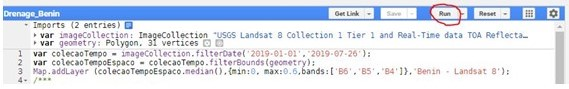 Drenage_Benin Get Link Save Run Reset
Imports (2 entries)
var imageCollection: ImageCollection "USGS Landsat 8 Collection 1 Tier 1 and Real-Time data TOA Reflecta…
var geometry: Polygon, 31 vertices
1 var colecaoTempo = imageCollection.filterDate('2019-01-01','2019-07-26');
2 var colecaoTempoEspaco = colecaoTempo.filterBounds(geometry);
3 Map.addLayer (colecaoTempoEspaco.median(),{min:0, max:0.6,bands:['B6','B5','B4']},'Benin - Landsat 8');
4 /***